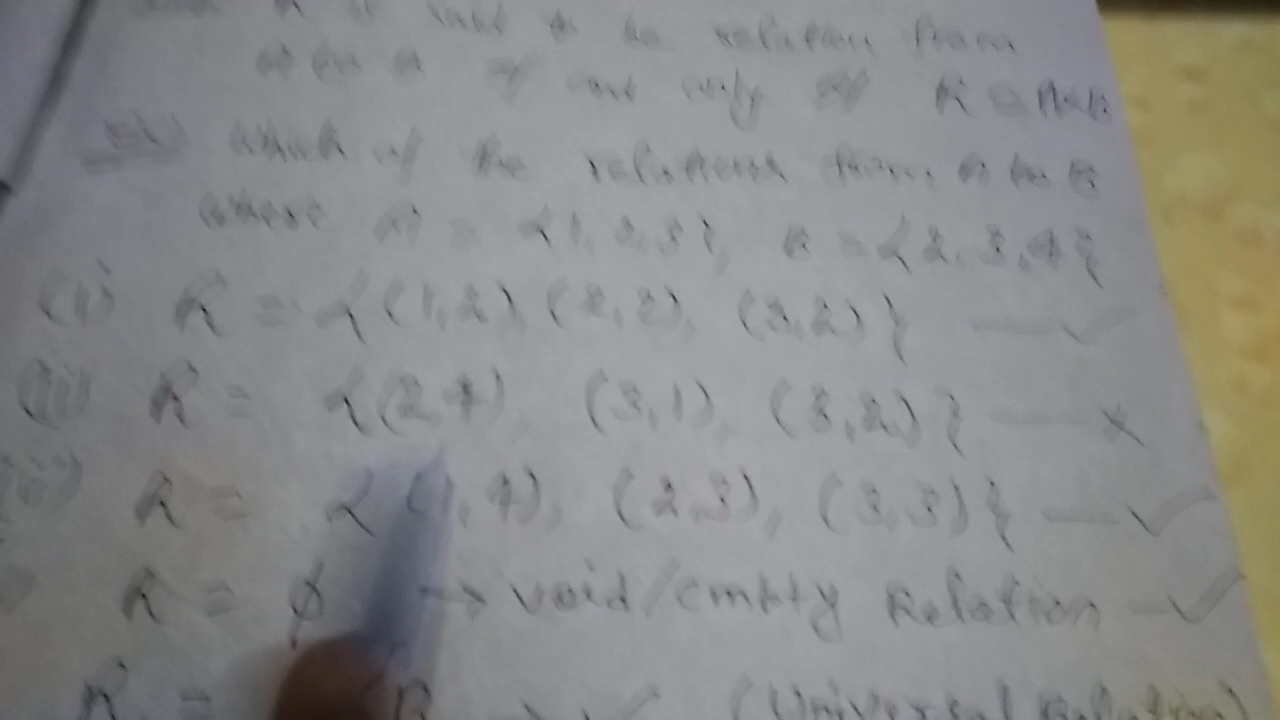 R is said to be relation from
A to B if and only if R ⊆ A×B
which of the relations from A to B
where A = {1,2,3}, B = {2,3,4}
(i) R = {(1,2), (2,2), (3,2)} — ✓
(ii) R = {(2,4), (3,1), (3,2)} — ×
R = {(1,4), (2,3), (3,3)} — ✓
R = ϕ → void/empty Relation — ✓
R = B → ✓ (Universal Relation)